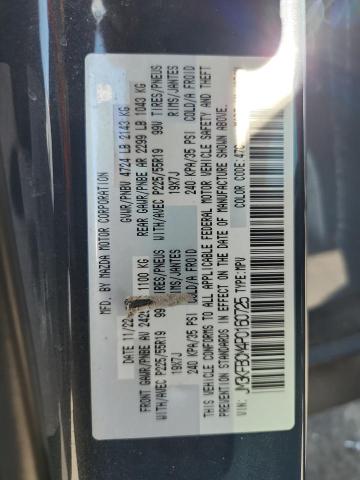 MFD. BY MAZDA MOTOR CORPORATION
DATE 11/22
GVWR/PNBV 4724 LB 2143 KG
FRONT GAWR/PNBE AV 242 1100 KG
REAR GAWR/PNBE AR 2299 LB 1043 KG
WITH/AVEC P225/55R19 99 TIRES/PNEUS
WITH/AVEC P225/55R19 99V TIRES/PNEUS
19X7J RIMS/JANTES
19X7J RIMS/JANTES
240 KPA/35 PSI COLD/A FROID
240 KPA/35 PSI COLD/A FROID
THIS VEHICLE CONFORMS TO ALL APPLICABLE FEDERAL MOTOR VEHICLE SAFETY AND THEFT
PREVENTION STANDARDS IN EFFECT ON THE DATE OF MANUFACTURE SHOWN ABOVE.
COLOR CODE 47C
VIN: TYPE: MPV